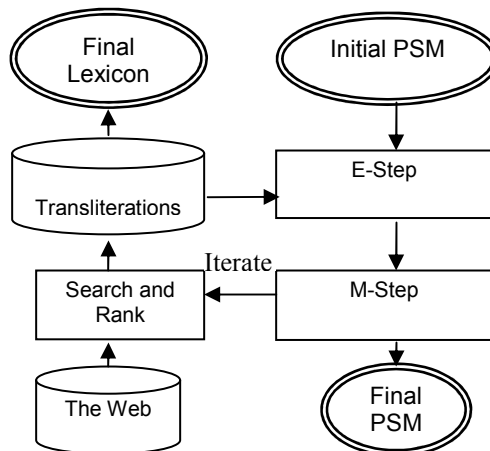 Final
Lexicon
Initial PSM
E-Step
Transliterations
Iterate
Search and
Rank
M-Step
The Web
Final
PSM